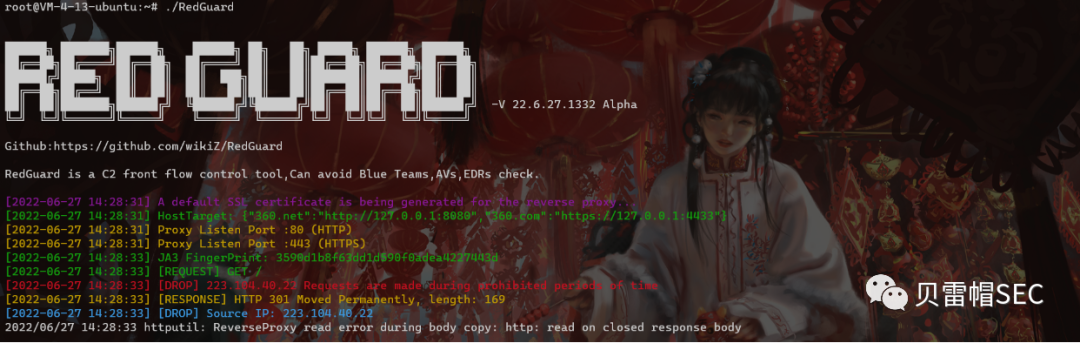 root@VM-4-13-ubuntu:~# ./RedGuard
RED GUARD
-V 22.6.27.1332 Alpha
Github:https://github.com/wikiZ/RedGuard
RedGuard is a C2 front flow control tool,Can avoid Blue Teams,AVs,EDRs check.
[2022-06-27 14:28:31] A default SSL certificate is being generated for the reverse proxy...
[2022-06-27 14:28:31] HostTarget: {"360.net":"http://127.0.0.1:8080","360.com":"https://127.0.0.1:4433"}
[2022-06-27 14:28:31] Proxy Listen Port :80 (HTTP)
[2022-06-27 14:28:31] Proxy Listen Port :443 (HTTPS)
[2022-06-27 14:28:33] JA3 FingerPrint: 3590d1b8f63dd1d590f0adea4227443d
[2022-06-27 14:28:33] [REQUEST] GET /
[2022-06-27 14:28:33] [DROP] 223.104.40.22 Requests are made during prohibited periods of time
[2022-06-27 14:28:33] [RESPONSE] HTTP 301 Moved Permanently, length: 169
[2022-06-27 14:28:33] [DROP] Source IP: 223.104.40.22
2022/06/27 14:28:33 httputil: ReverseProxy read error during body copy: http: read on closed response body
贝雷帽SEC